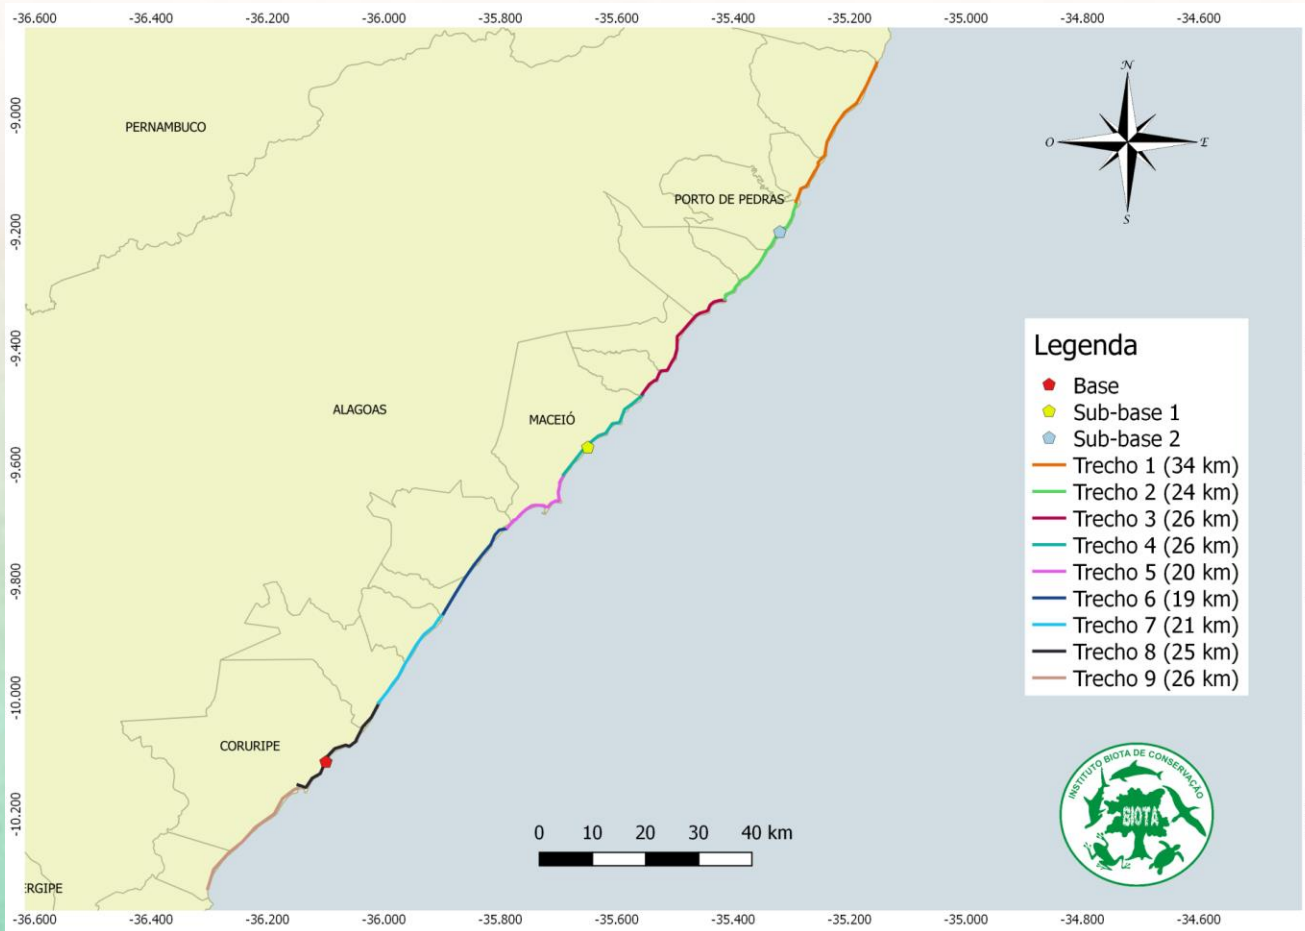 -36.600 -36.400 -36.200 -36.000 -35.800 -35.600 -35.400 -35.200 -35.000 -34.800 -34.600
N
O E
S
-9.000
PERNAMBUCO
PORTO DE PEDRAS
-9.200
-9.400
Legenda
Base
Sub-base 1
Sub-base 2
Trecho 1 (34 km)
Trecho 2 (24 km)
Trecho 3 (26 km)
Trecho 4 (26 km)
Trecho 5 (20 km)
Trecho 6 (19 km)
Trecho 7 (21 km)
Trecho 8 (25 km)
Trecho 9 (26 km)
ALAGOAS
MACEIÓ
-9.600
-9.800
-10.000
CORURIPE
-10.200
0 10 20 30 40 km
INSTITUTO BIOTA DE CONSERVAÇÃO
BIOTA
ERGIPE
-36.600 -36.400 -36.200 -36.000 -35.800 -35.600 -35.400 -35.200 -35.000 -34.800 -34.600